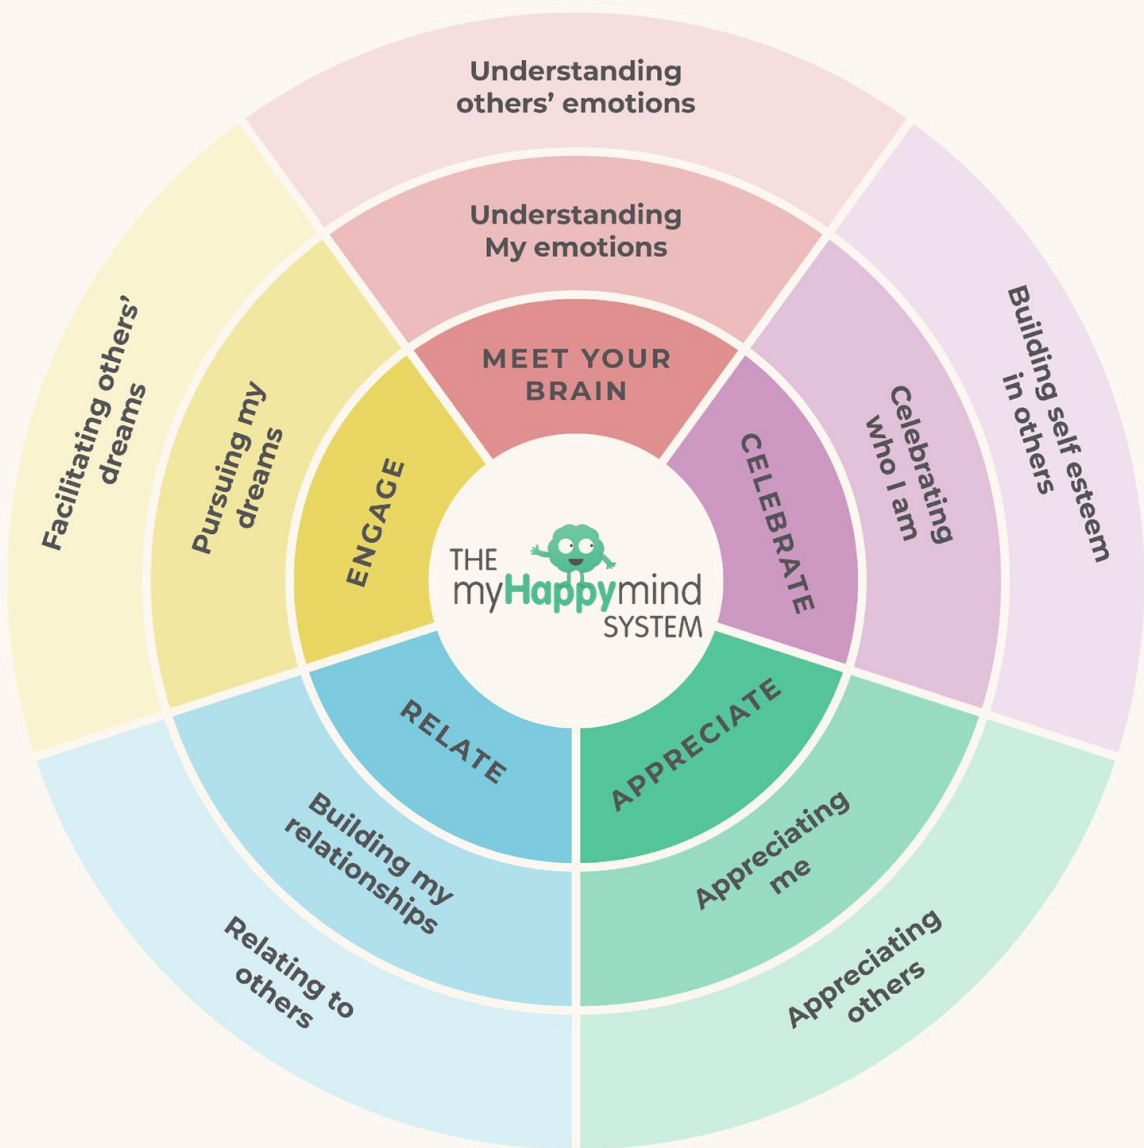 Understanding
others’ emotions
Understanding
My emotions
MEET YOUR
BRAIN
Building self esteem
in others
Celebrating
who I am
CELEBRATE
Appreciating
others
Appreciating
me
APPRECIATE
Relating to
others
Building my
relationships
RELATE
Facilitating others’
dreams
Pursuing my
dreams
ENGAGE
THE
myHappymind
SYSTEM